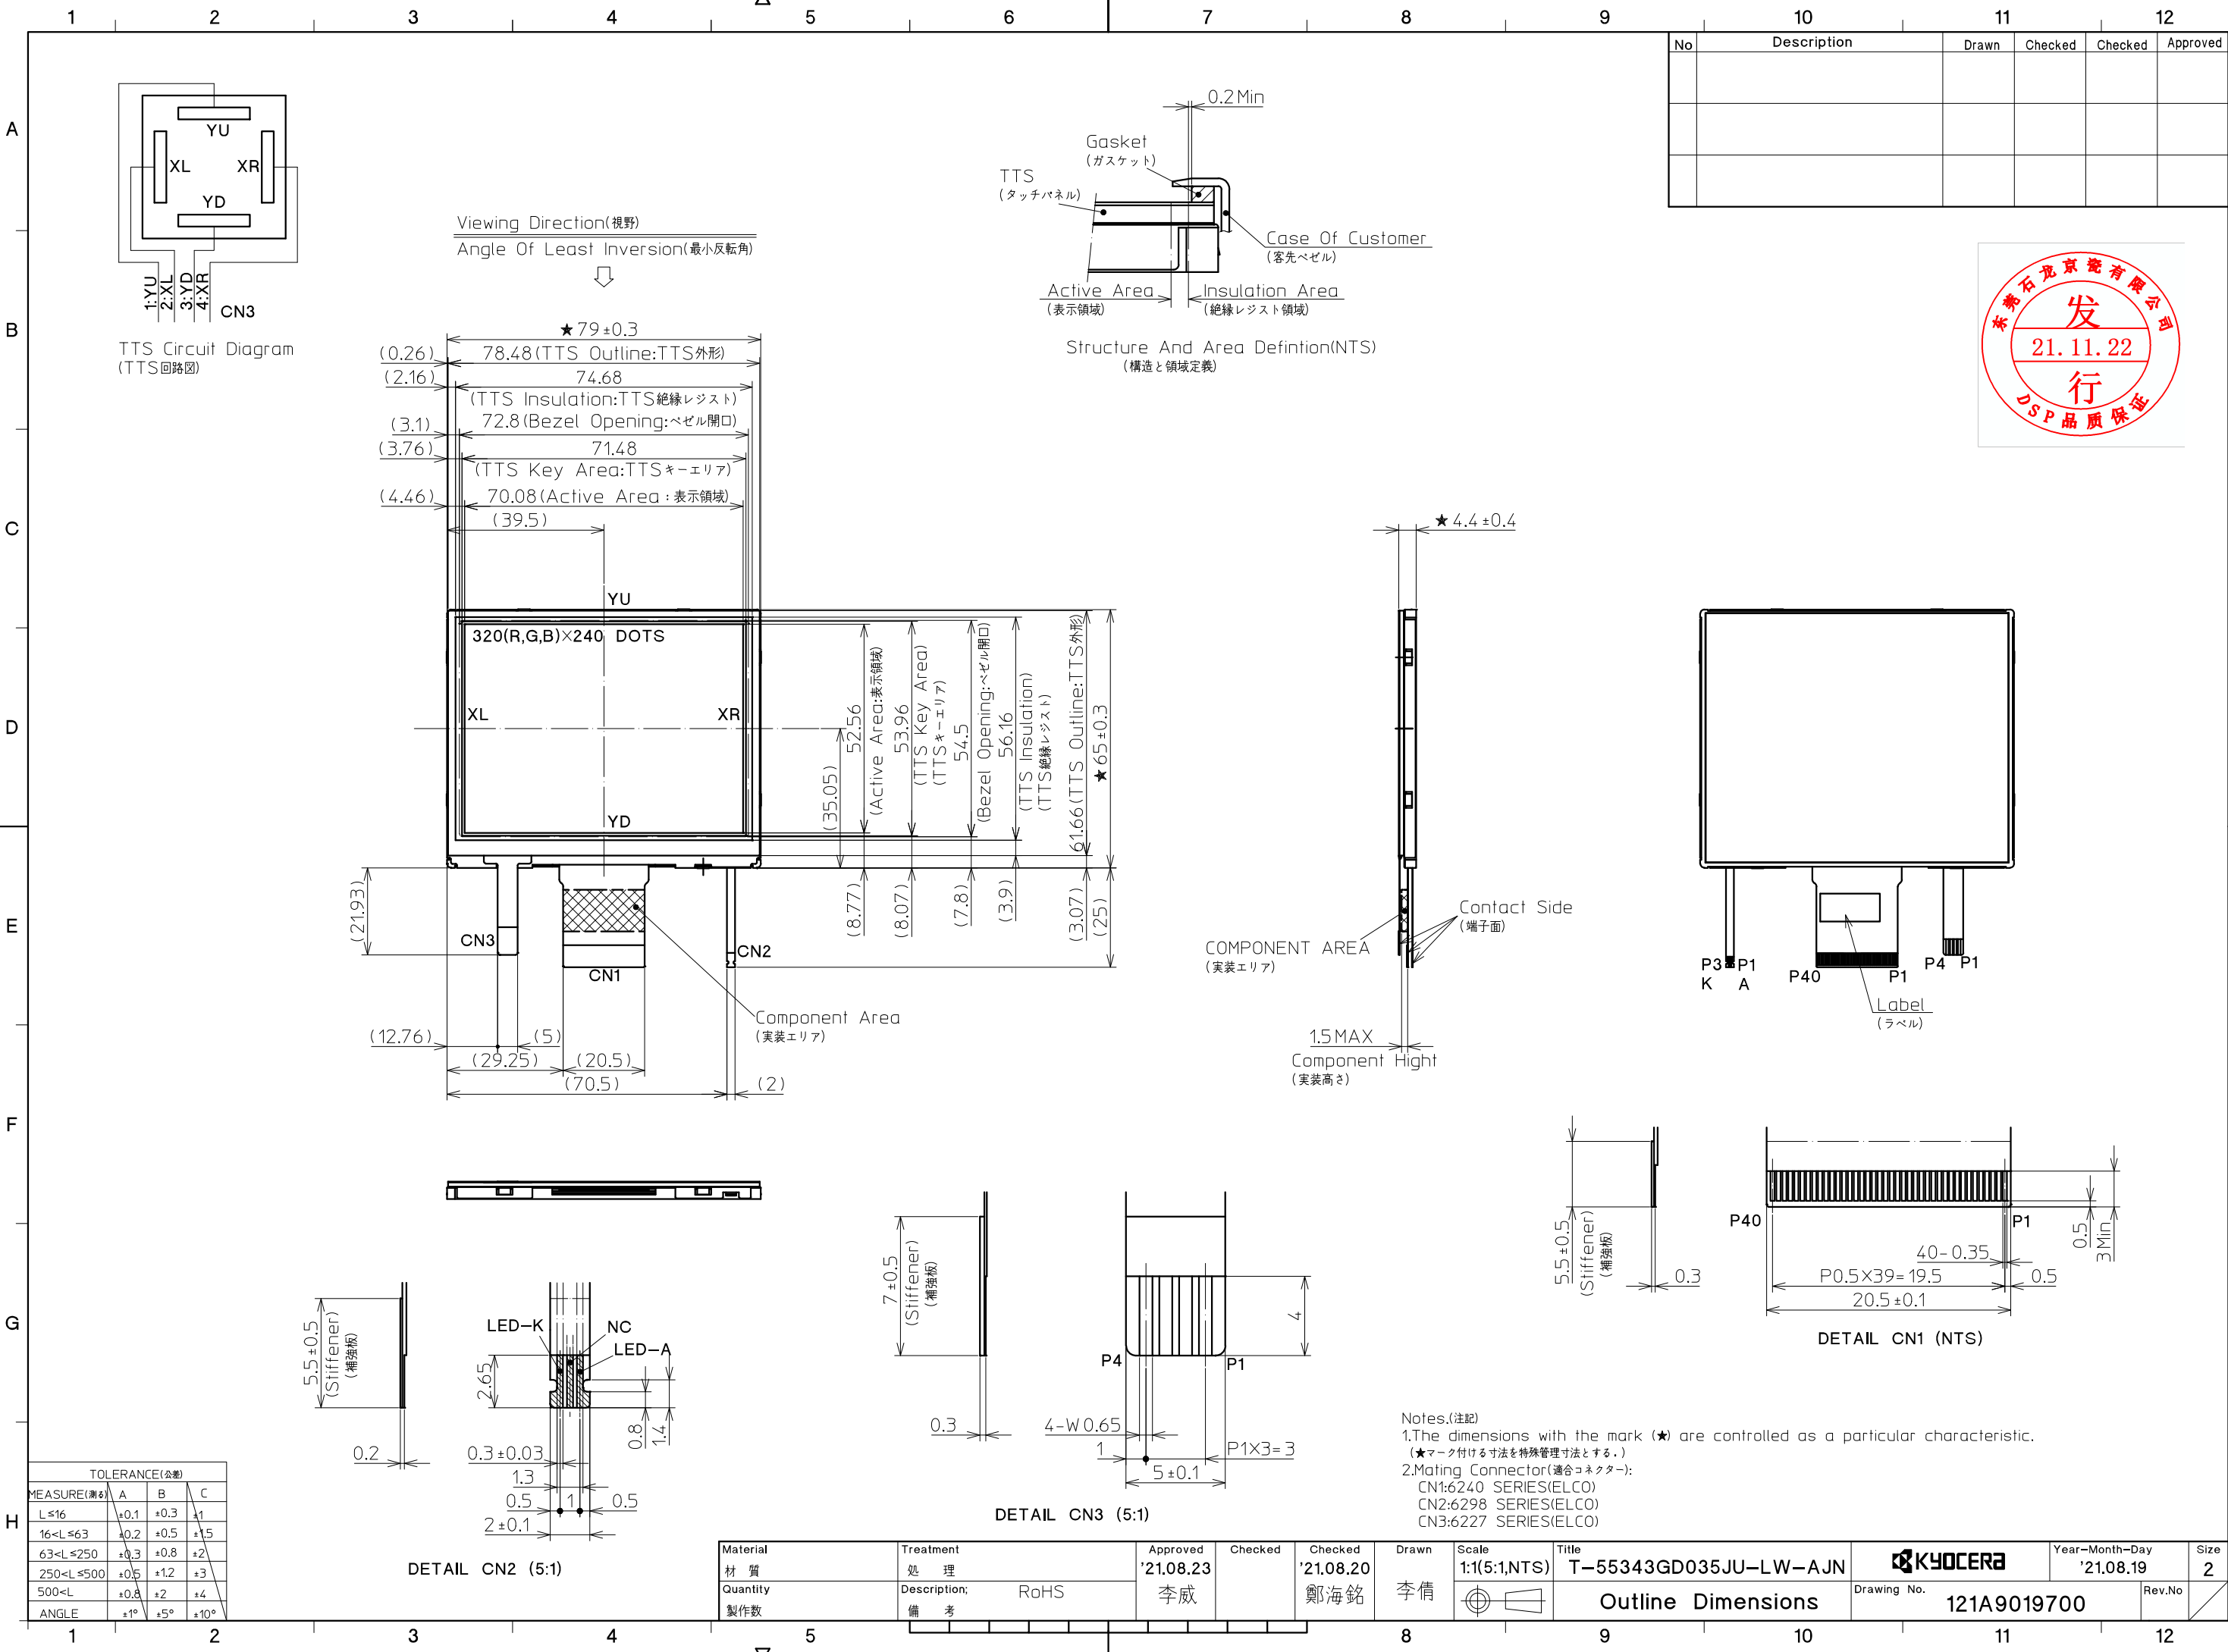 1 2 3 4 5 6 7 8 9 10 11 12
A
B
C
D
E
F
G
H
No Description Drawn Checked Checked Approved
YU
XL XR
YD
1:YU
2:XL
3:YD
4:XR
CN3
TTS Circuit Diagram
(TTS回路図)
Viewing Direction(視野)
Angle Of Least Inversion(最小反転角)
0.2Min
Gasket
(ガスケット)
TTS
(タッチパネル)
Case Of Customer
(客先ベゼル)
Active Area
(表示領域)
Insulation Area
(絶縁レジスト領域)
Structure And Area Defintion(NTS)
(構造と領域定義)
东莞石龙京瓷有限公司
发
21.11.22
行
DSP品质保证
★79±0.3
(0.26) 78.48(TTS Outline:TTS外形)
(2.16) 74.68
(TTS Insulation:TTS絶縁レジスト)
(3.1) 72.8(Bezel Opening:ベゼル開口)
(3.76) 71.48
(TTS Key Area:TTSキーエリア)
(4.46) 70.08(Active Area:表示領域)
(39.5)
YU
320(R,G,B)×240 DOTS
XL XR
YD
(35.05)
52.56
(Active Area:表示領域)
53.96
(TTS Key Area)
(TTSキーエリア)
54.5
(Bezel Opening:ベゼル開口)
56.16
(TTS Insulation)
(TTS絶縁レジスト)
61.66(TTS Outline:TTS外形)
★65±0.3
(21.93)
(8.77)
(8.07)
(7.8)
(3.9)
(3.07)
(25)
CN3
CN1
CN2
Component Area
(実装エリア)
(12.76) (5)
(29.25) (20.5)
(70.5) (2)
★4.4±0.4
Contact Side
(端子面)
COMPONENT AREA
(実装エリア)
1.5MAX
Component Hight
(実装高さ)
P3 P1
K A
P40 P1
P4 P1
Label
(ラベル)
5.5±0.5
(Stiffener)
(補強板)
0.2
LED-K
NC
LED-A
2.65
0.8
1.4
0.3±0.03
1.3
0.5 1 0.5
2±0.1
DETAIL CN2 (5:1)
7±0.5
(Stiffener)
(補強板)
0.3
P4 P1
4
4-W0.65
1 P1×3=3
5±0.1
DETAIL CN3 (5:1)
5.5±0.5
(Stiffener)
(補強板)
0.3
P40 P1
0.5
3Min
40-0.35
P0.5×39=19.5 0.5
20.5±0.1
DETAIL CN1 (NTS)
Notes.(注記)
1.The dimensions with the mark (★) are controlled as a particular characteristic.
(★マーク付ける寸法を特殊管理寸法とする.)
2.Mating Connector(適合コネクター):
CN1:6240 SERIES(ELCO)
CN2:6298 SERIES(ELCO)
CN3:6227 SERIES(ELCO)
TOLERANCE(公差)
MEASURE(測る) A B C
L≤16 ±0.1 ±0.3 ±1
16<L≤63 ±0.2 ±0.5 ±1.5
63<L≤250 ±0.3 ±0.8 ±2
250<L≤500 ±0.5 ±1.2 ±3
500<L ±0.8 ±2 ±4
ANGLE ±1° ±5° ±10°
Material
材 質
Quantity
製作数
Treatment
処 理
Description; RoHS
備 考
Approved
'21.08.23
李威
Checked
Checked
'21.08.20
鄭海銘
Drawn
李倩
Scale
1:1(5:1,NTS)
Title
T-55343GD035JU-LW-AJN
Outline Dimensions
KYOCERA
Year-Month-Day
'21.08.19
Size
2
Drawing No.
121A9019700
Rev.No
1 2 3 4 5 8 9 10 11 12